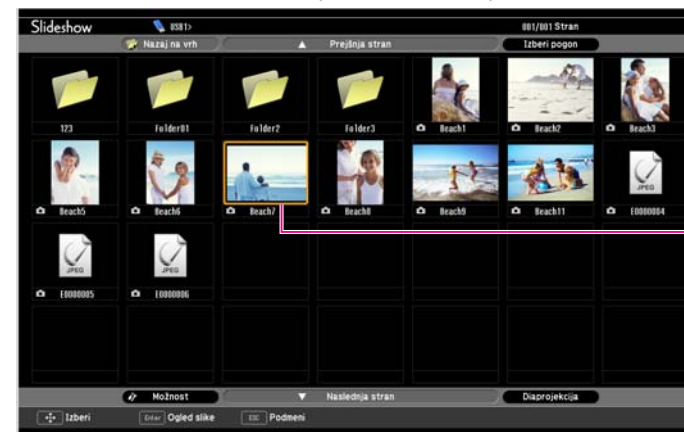 Slideshow USB1> 001/001 Stran
Nazaj na vrh ▲ Prejšnja stran Izberi pogon
123 Folder01 Folder2 Folder3 Beach1 Beach2 Beach3
JPEG
Beach5 Beach6 Beach7 Beach8 Beach9 Beach11 E0000004
JPEG JPEG
E0000005 E0000006
Možnost ▼ Naslednja stran Diaprojekcija
Izberi Enter Ogled slike ESC Podmeni